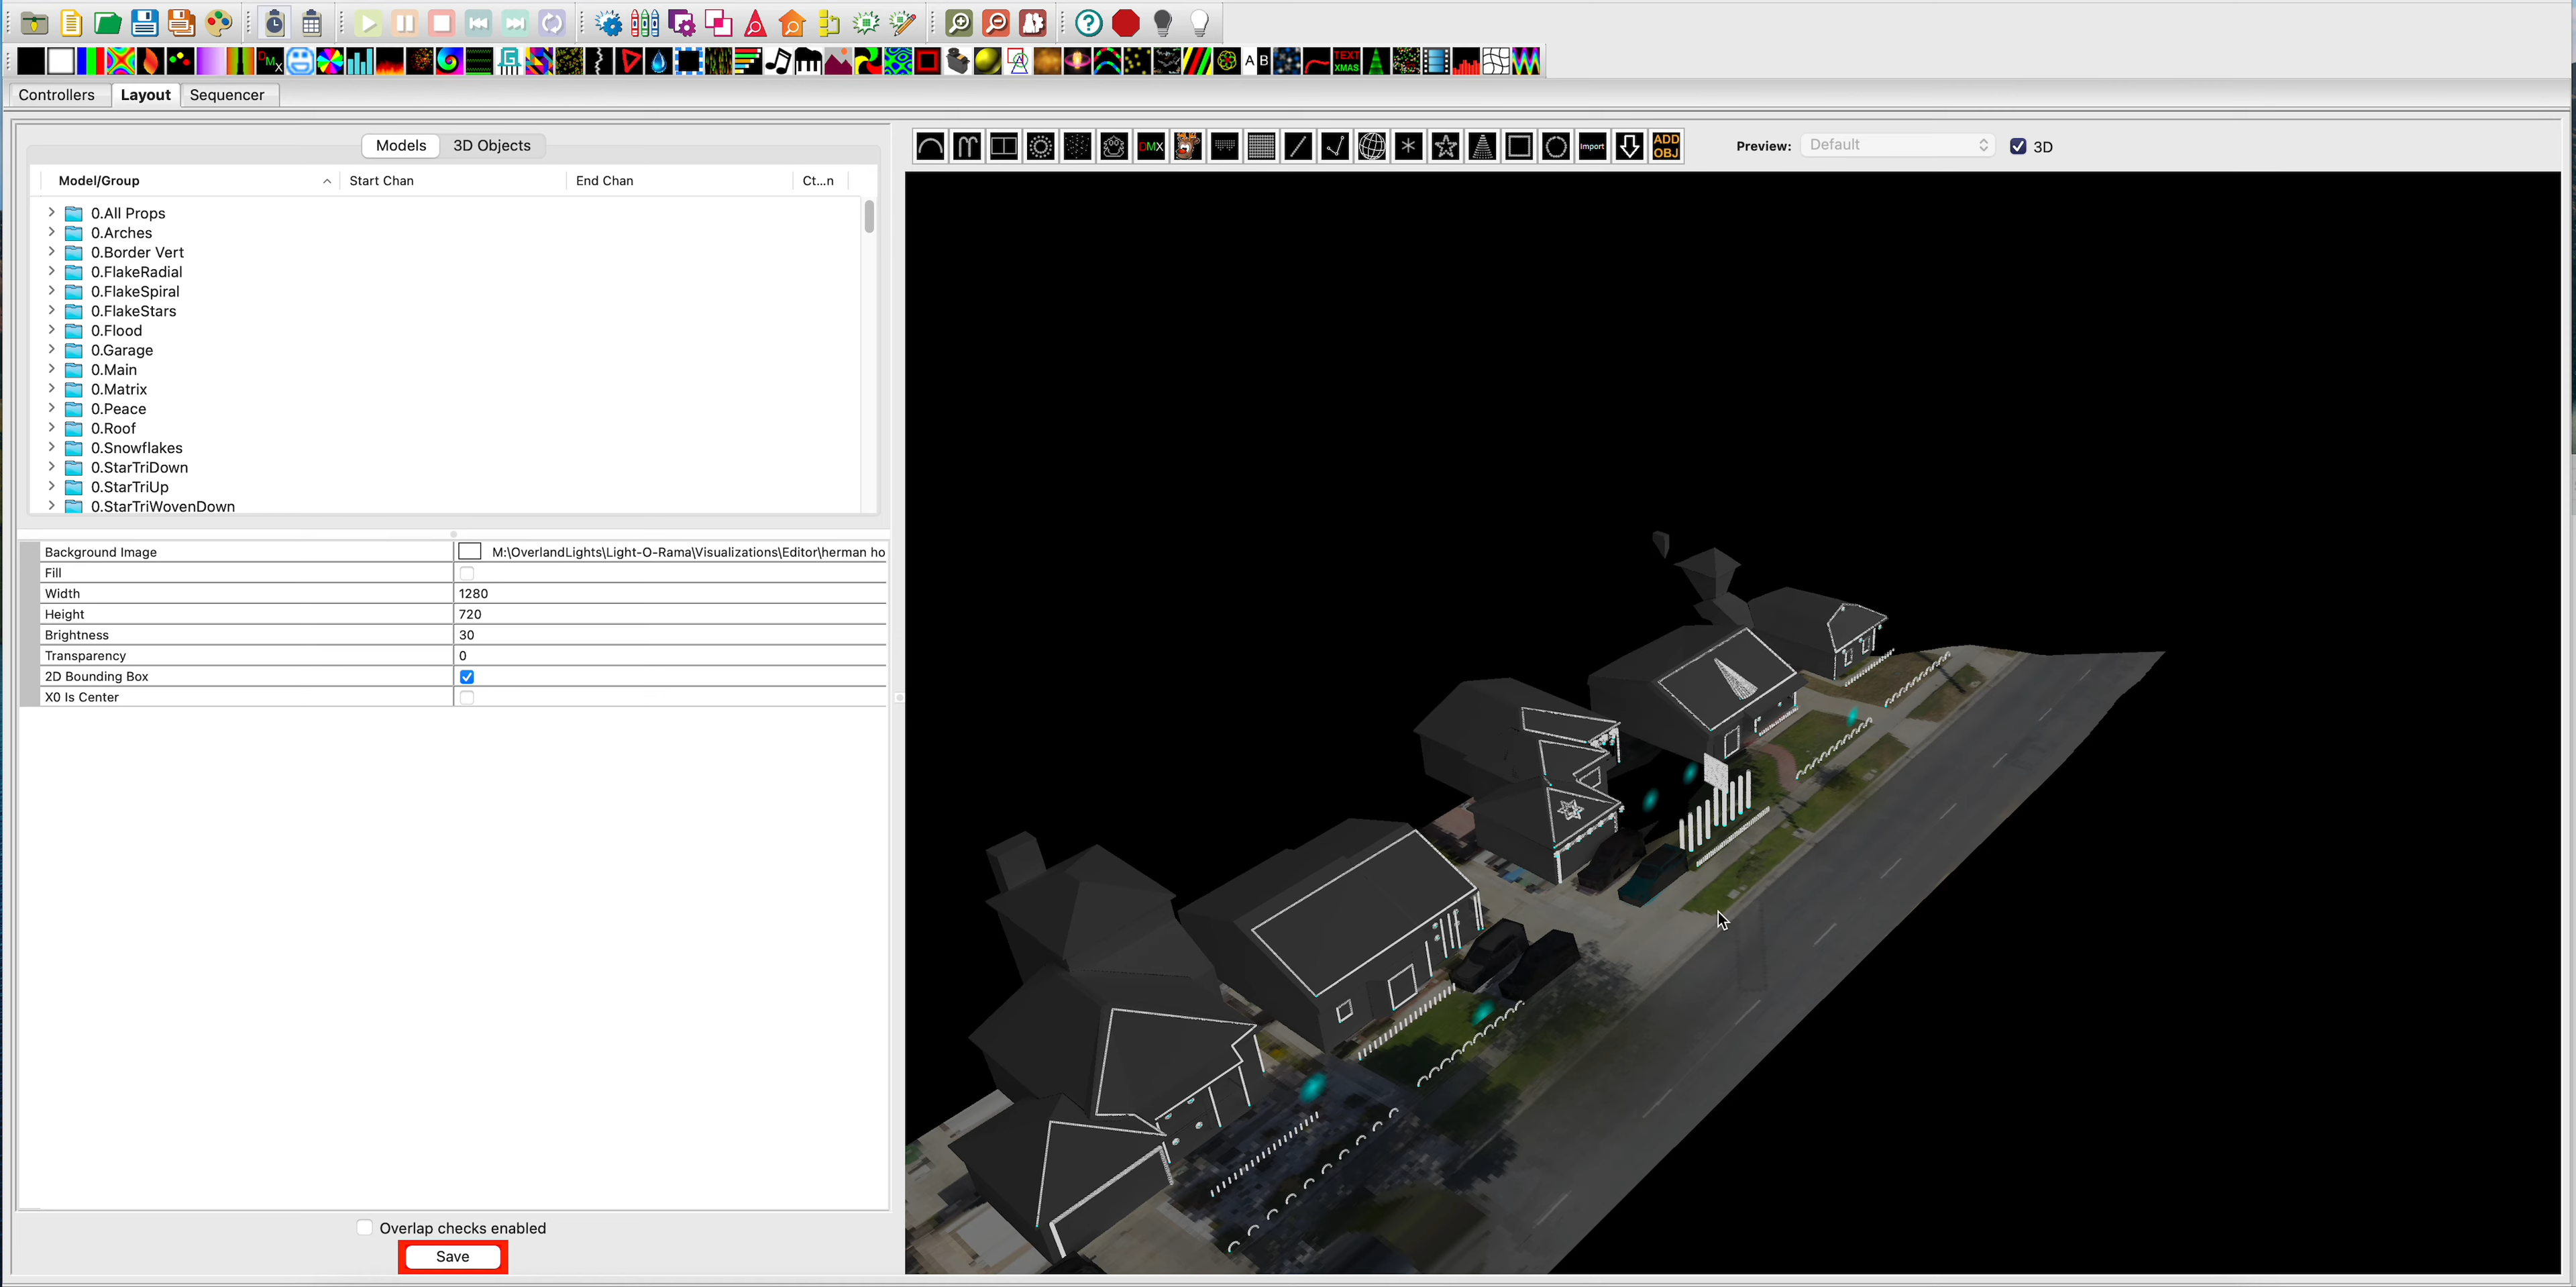 DMX
A B
TEXT
XMAS
Controllers
Layout
Sequencer
Models
3D Objects
DMX
Import
ADD
OBJ
Preview:
Default
3D
Model/Group
Start Chan
End Chan
Ct...n
0.All Props
0.Arches
0.Border Vert
0.FlakeRadial
0.FlakeSpiral
0.FlakeStars
0.Flood
0.Garage
0.Main
0.Matrix
0.Peace
0.Roof
0.Snowflakes
0.StarTriDown
0.StarTriUp
0.StarTriWovenDown
Background Image
M:\OverlandLights\Light-O-Rama\Visualizations\Editor\herman ho
Fill
Width
1280
Height
720
Brightness
30
Transparency
0
2D Bounding Box
X0 Is Center
Overlap checks enabled
Save